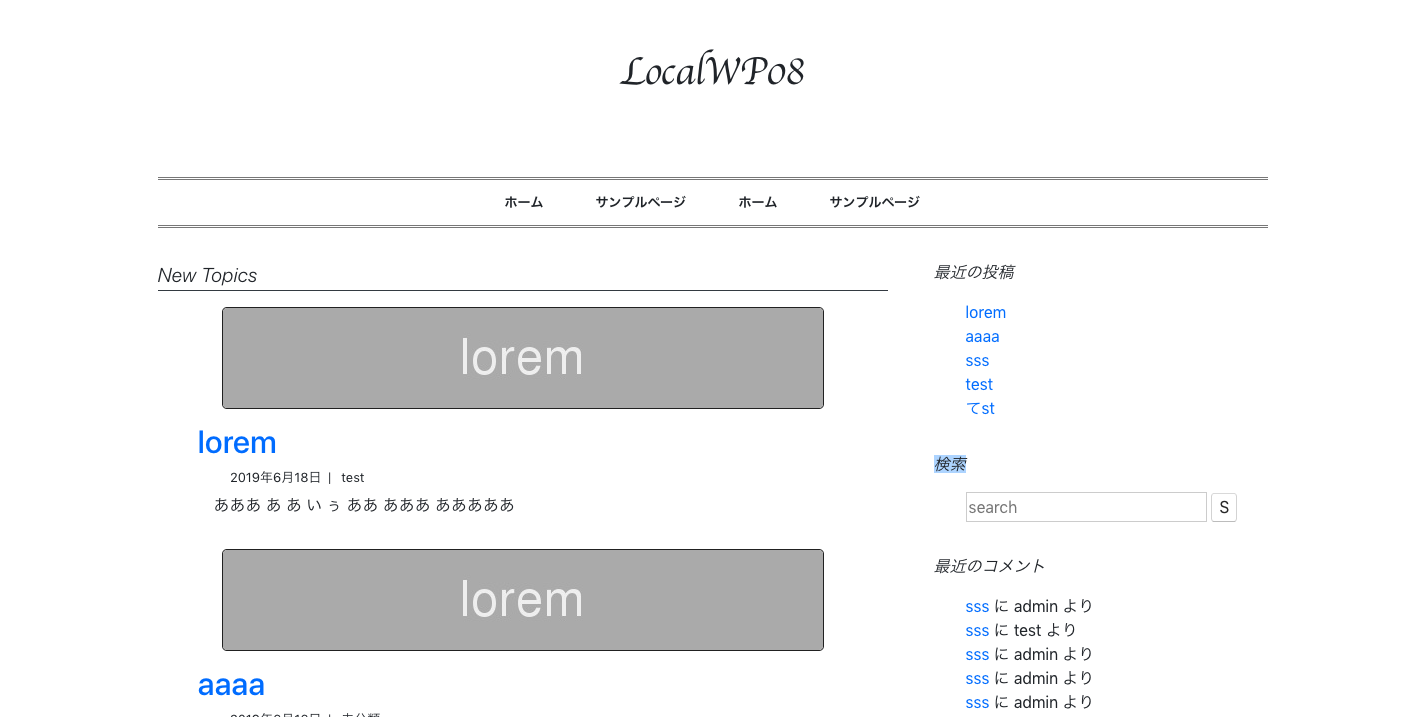 LocalWP08
ホーム サンプルページ ホーム サンプルページ
New Topics
lorem
lorem
2019年6月18日 | test
あああ あ あ い ぅ ああ あああ あああああ
lorem
aaaa
最近の投稿
lorem
aaaa
sss
test
てst
検索
search S
最近のコメント
sss に admin より
sss に test より
sss に admin より
sss に admin より
sss に admin より